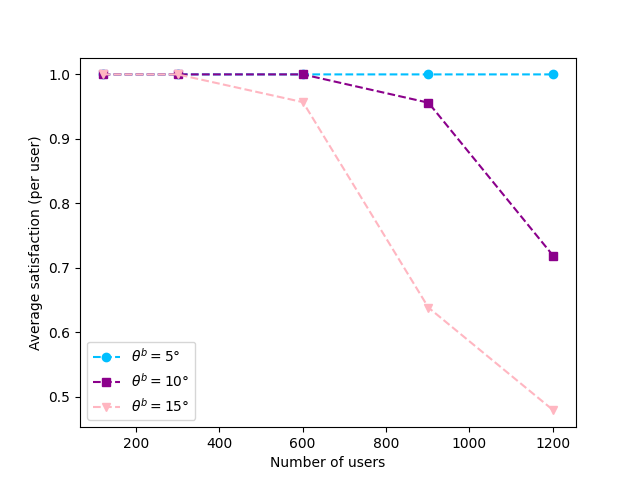 1.0
0.9
0.8
0.7
0.6
0.5
Average satisfaction (per user)
θ^b = 5°
θ^b = 10°
θ^b = 15°
200 400 600 800 1000 1200
Number of users